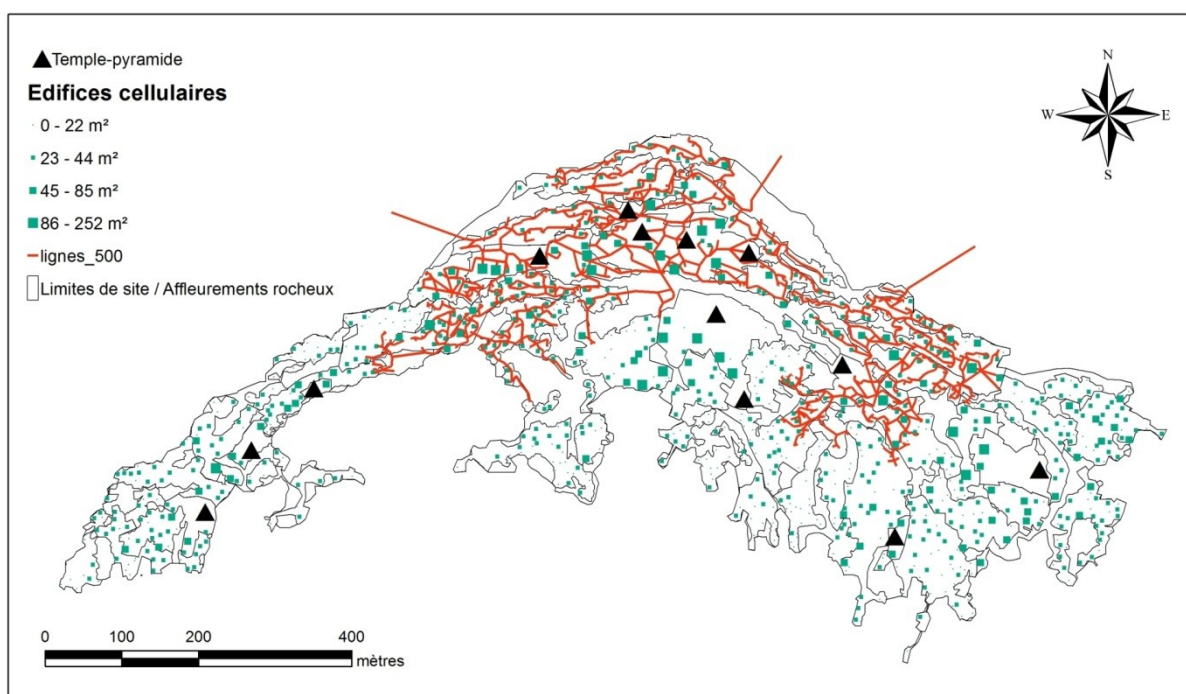 Temple-pyramide
Edifices cellulaires
0 - 22 m²
23 - 44 m²
45 - 85 m²
86 - 252 m²
lignes_500
Limites de site / Affleurements rocheux
N
W E
S
0 100 200 400
mètres